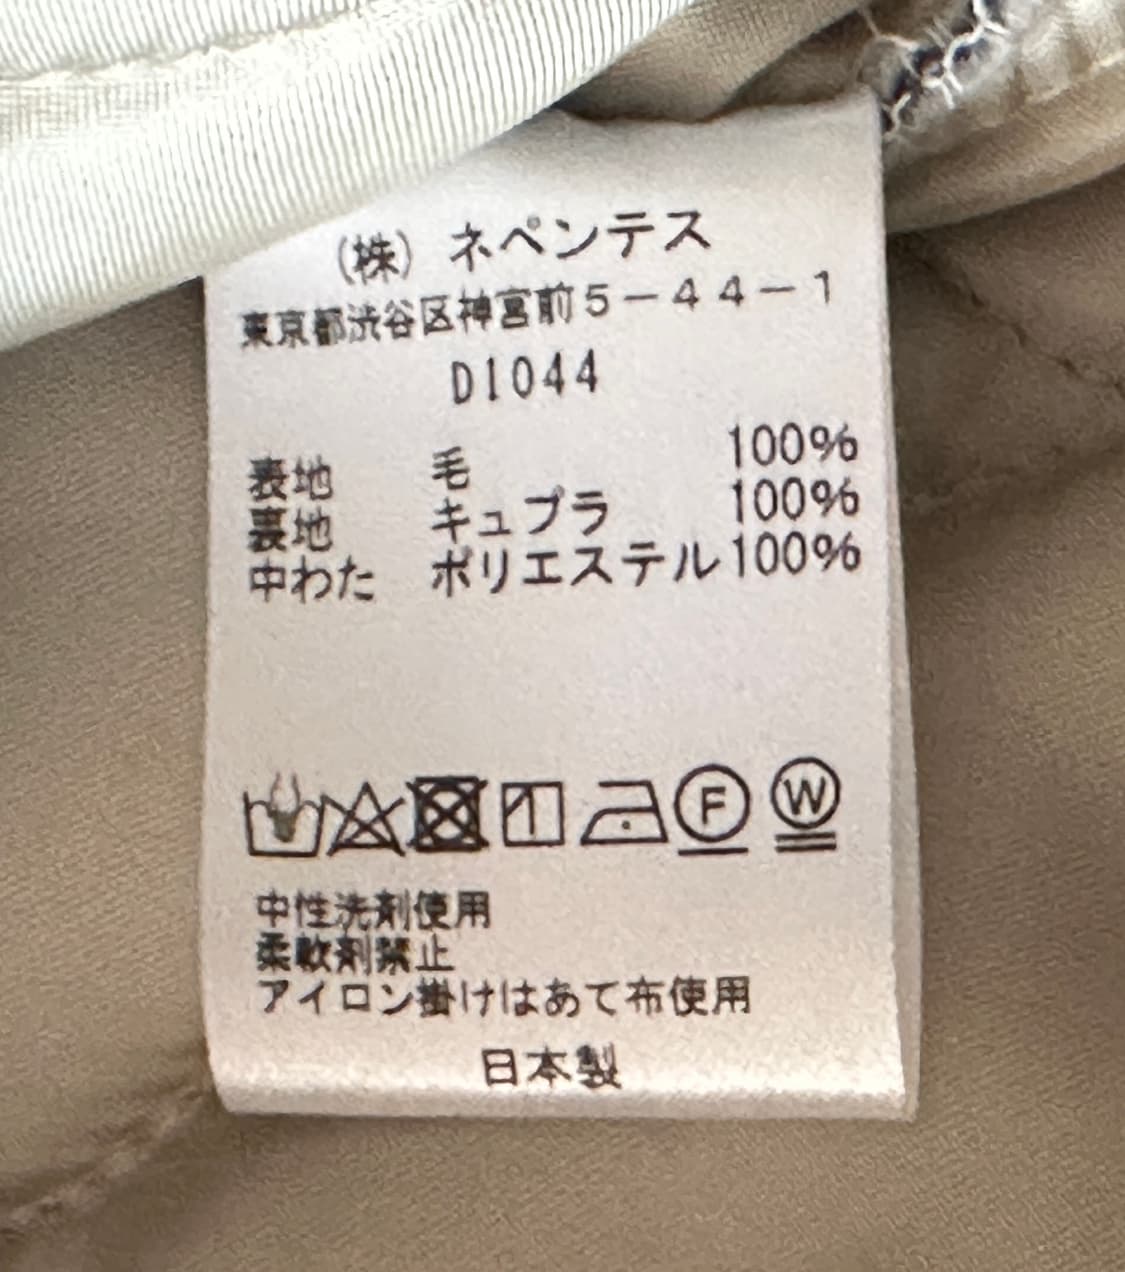 (株) ネペンテス
東京都渋谷区神宮前5-44-1
D1044
表地 毛 100%
裏地 キュプラ 100%
中わた ポリエステル100%
F W
中性洗剤使用
柔軟剤禁止
アイロン掛けはあて布使用
日本製